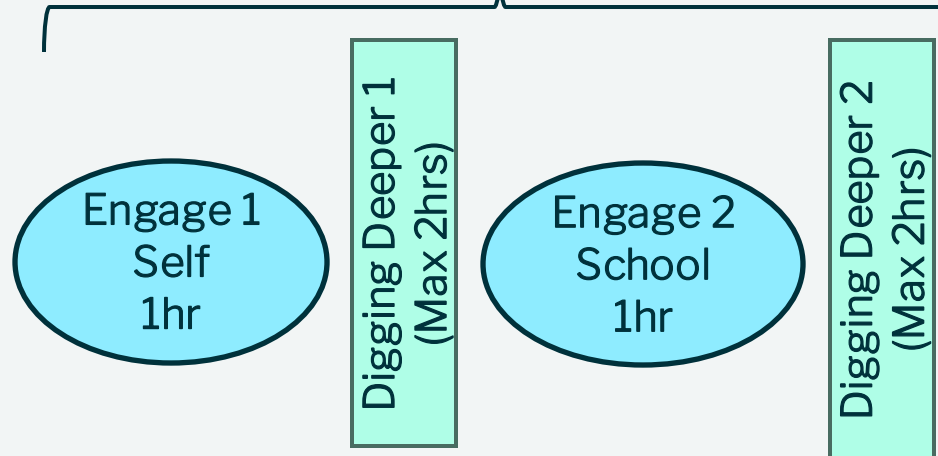 Engage 1
Self
1hr
Digging Deeper 1
(Max 2hrs)
Engage 2
School
1hr
Digging Deeper 2
(Max 2hrs)